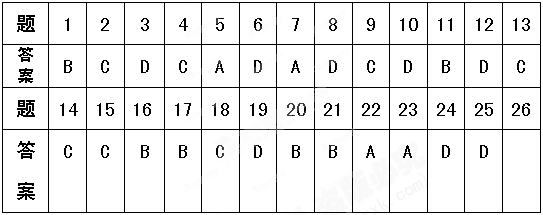 题 1 2 3 4 5 6 7 8 9 10 11 12 13
答案 B C D C A D A D C D B D C
题 14 15 16 17 18 19 20 21 22 23 24 25 26
答案 C C B B C D B B A A D D